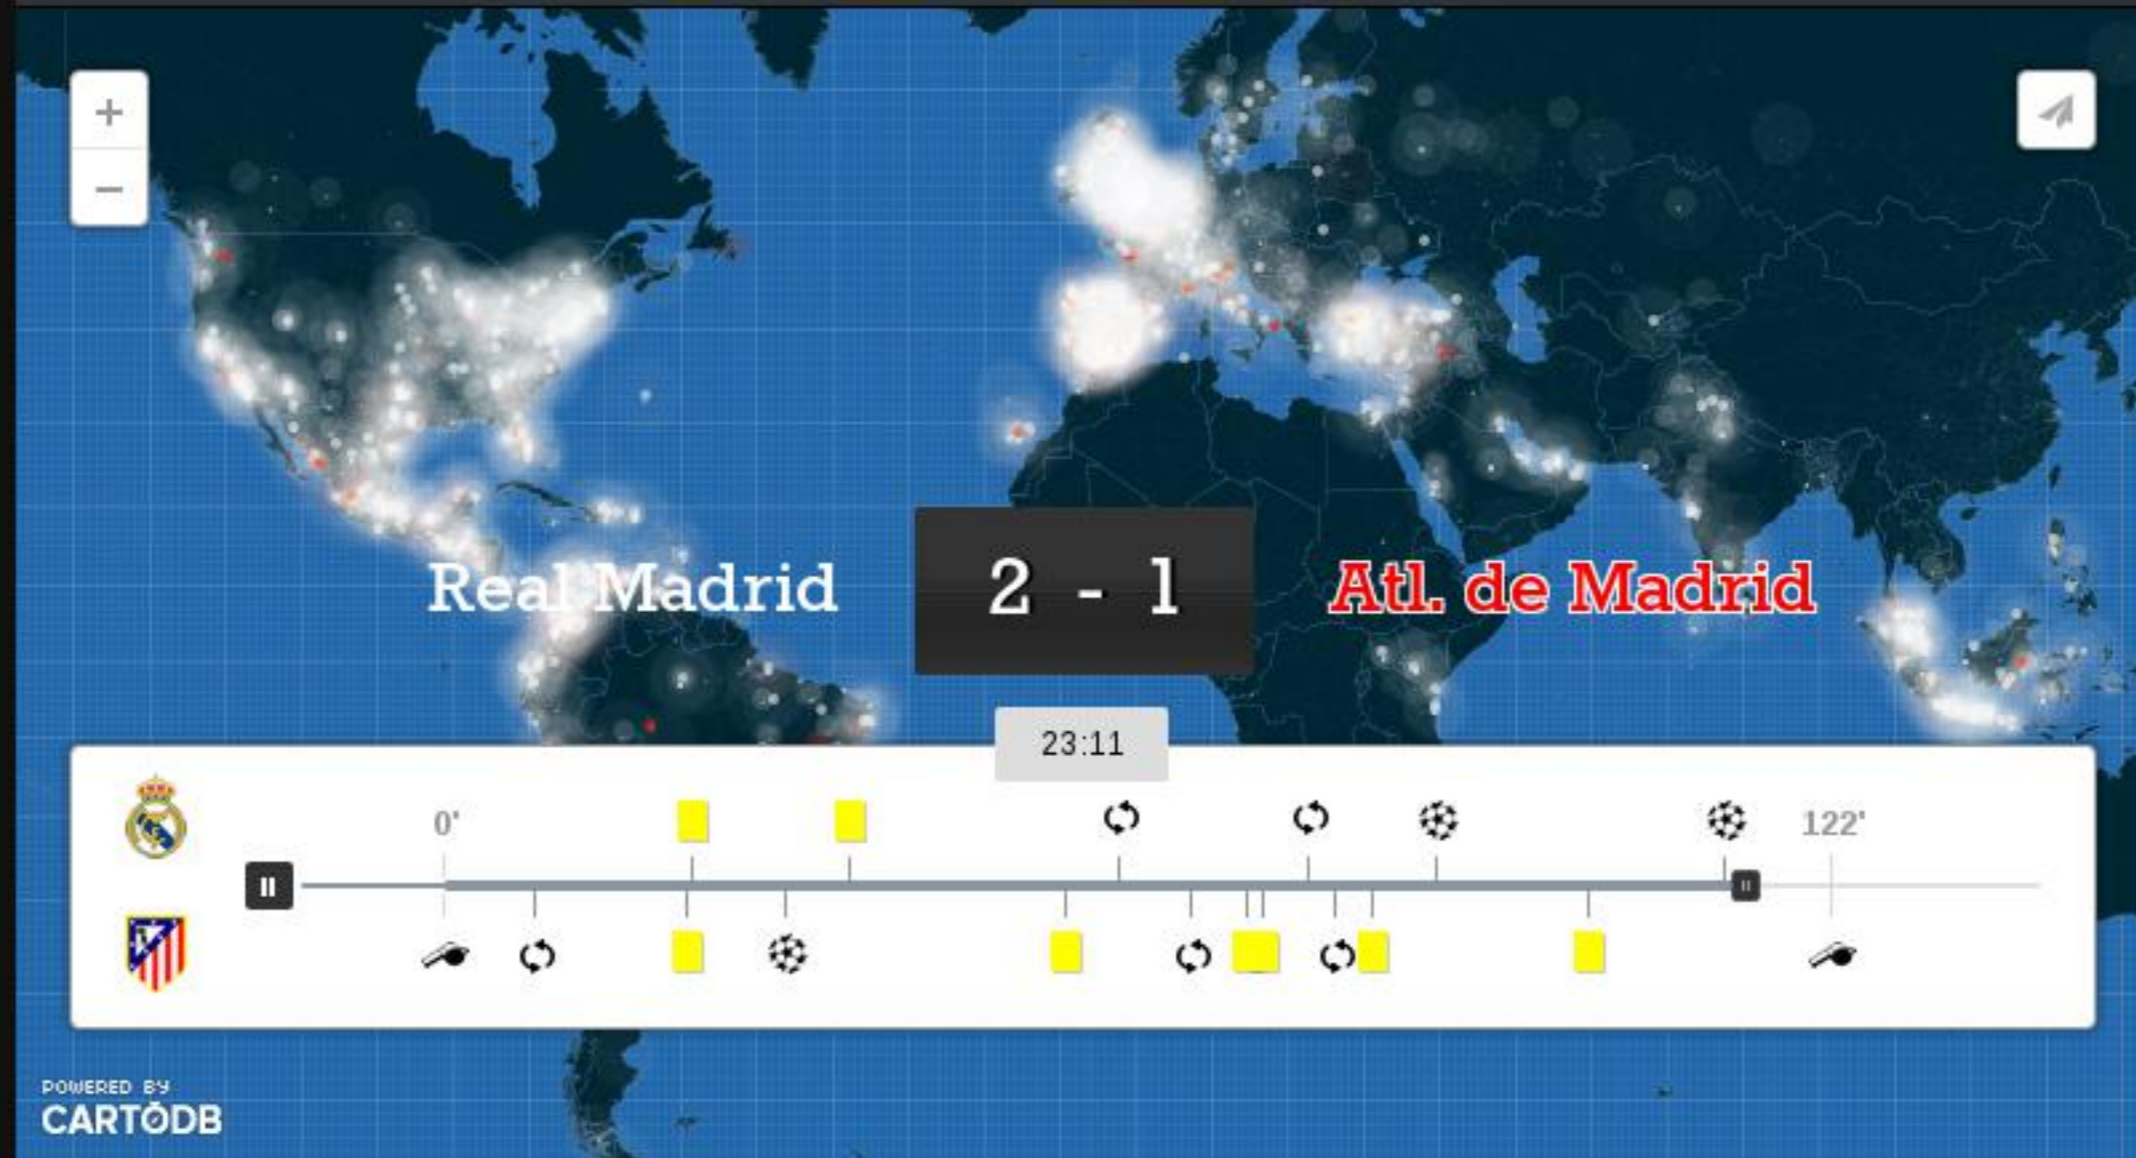 +
−
Real Madrid
2 - 1
Atl. de Madrid
23:11
0'
122'
POWERED BY
CARTODB